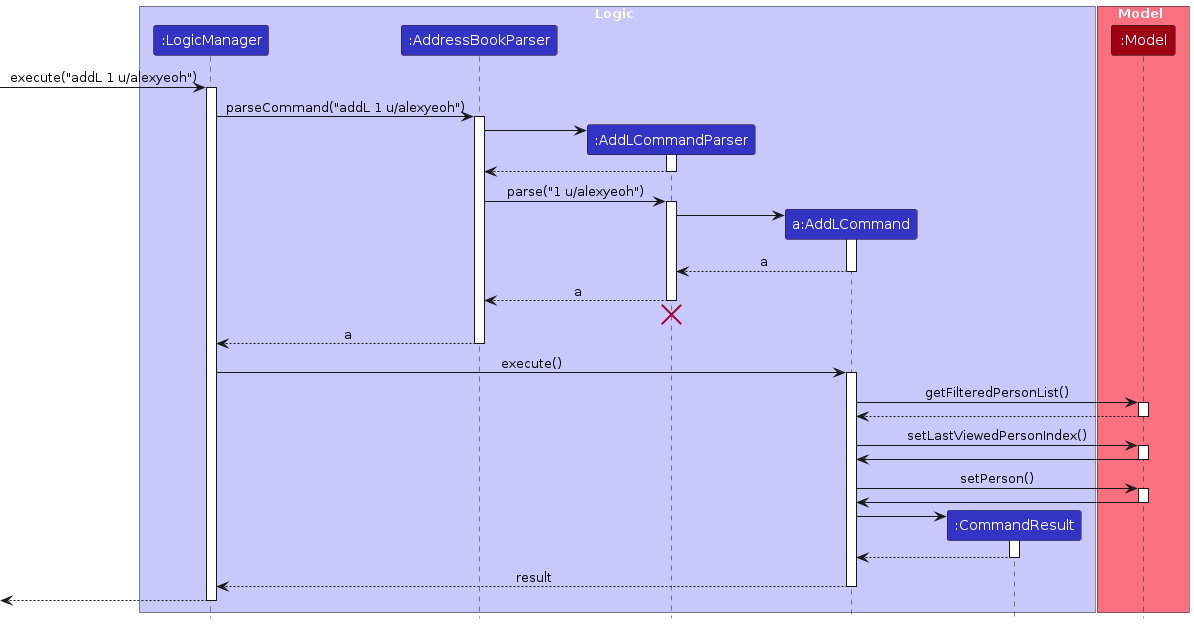 Logic
Model
:LogicManager
:AddressBookParser
:Model
execute("addL 1 u/alexyeoh")
parseCommand("addL 1 u/alexyeoh")
:AddLCommandParser
parse("1 u/alexyeoh")
a:AddLCommand
a
a
a
execute()
getFilteredPersonList()
setLastViewedPersonIndex()
setPerson()
:CommandResult
result